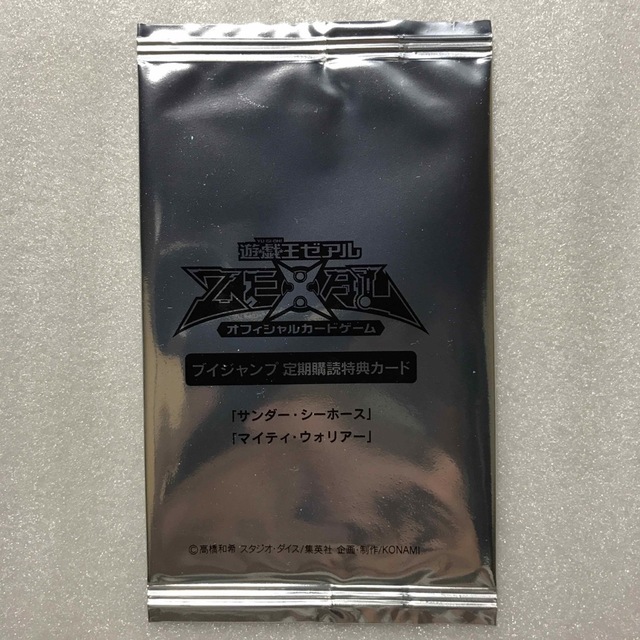 遊戯王ゼアル
ZEXAL
オフィシャルカードゲーム
ブイジャンプ 定期購読特典カード
「サンダー・シーホース」
「マイティ・ウォリアー」
©高橋和希 スタジオ・ダイス/集英社 企画・制作/KONAMI